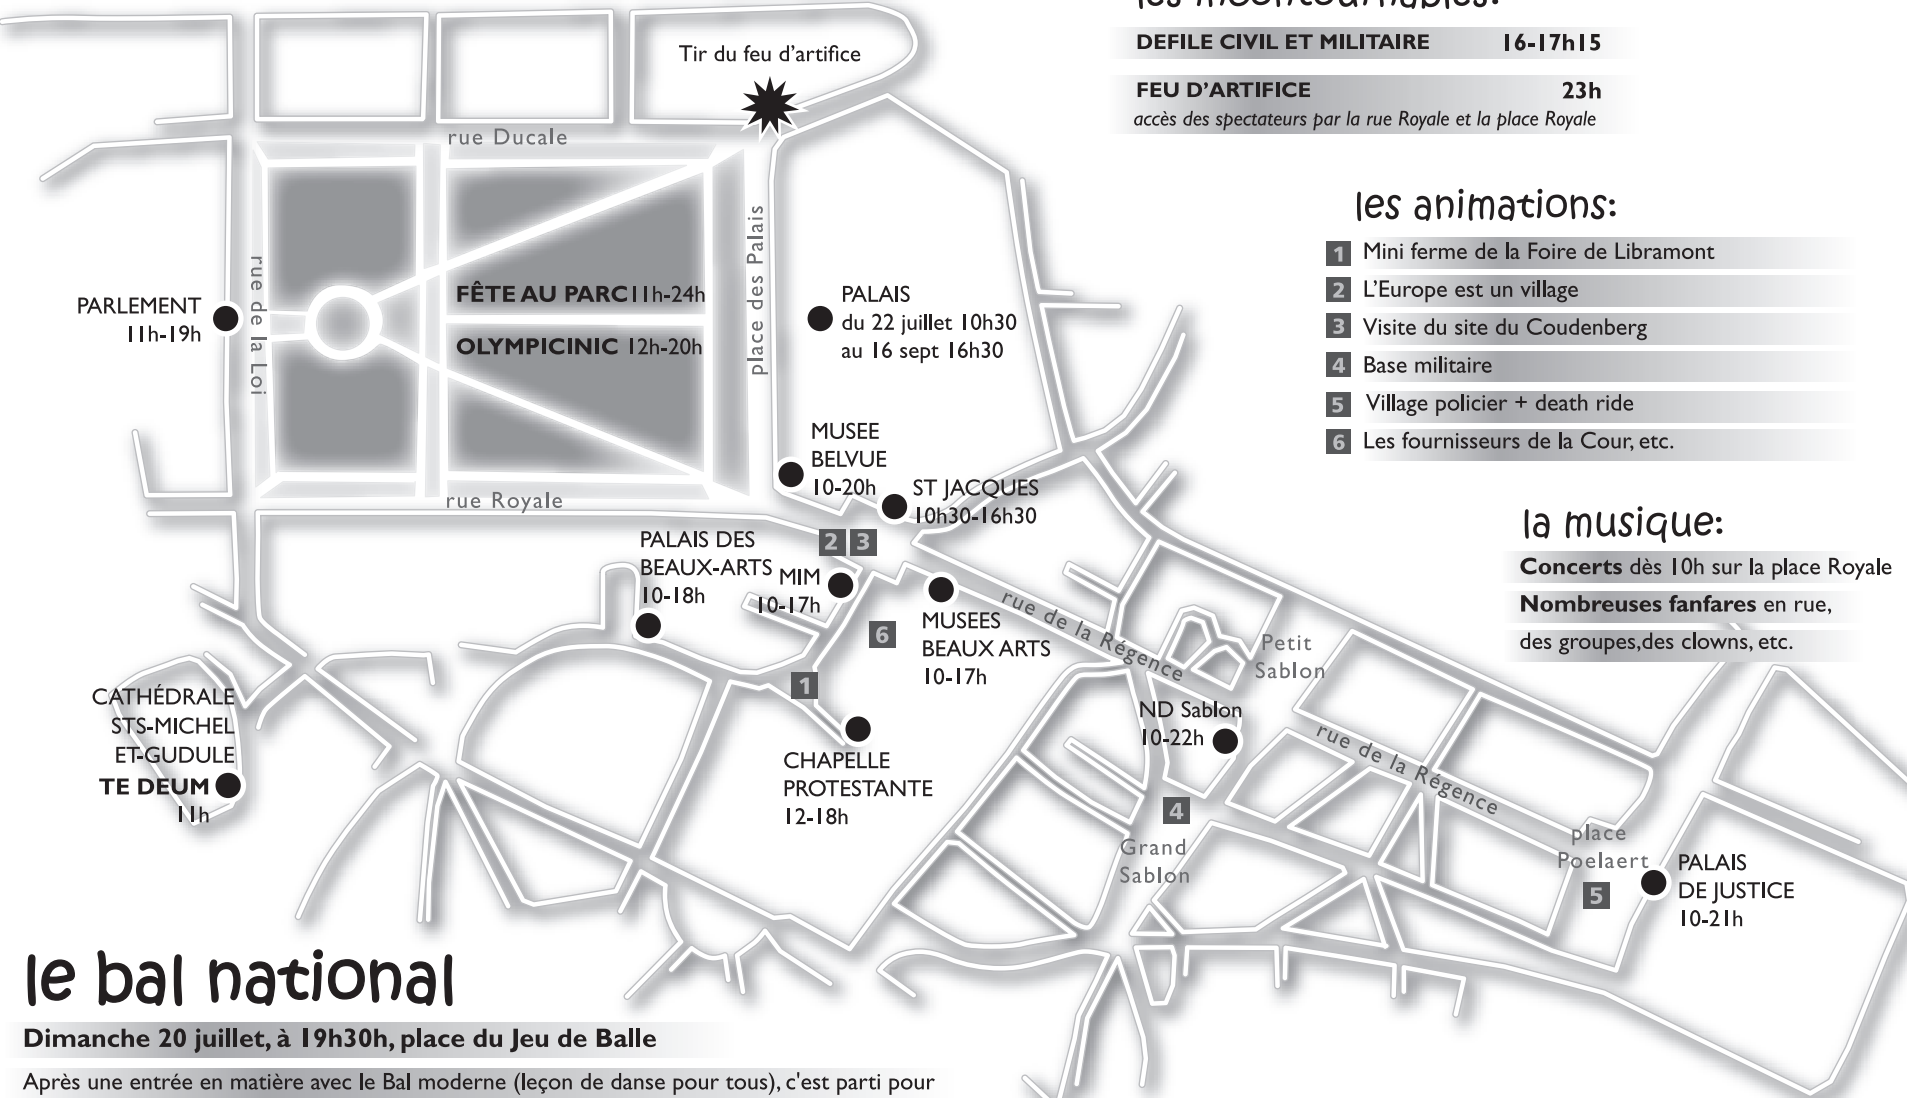 les incontournables:
DEFILE CIVIL ET MILITAIRE 16-17h15
FEU D'ARTIFICE 23h
accès des spectateurs par la rue Royale et la place Royale
Tir du feu d'artifice
rue Ducale
rue de la Loi
place des Palais
PARLEMENT
11h-19h
FÊTE AU PARC 11h-24h
OLYMPICINIC 12h-20h
PALAIS
du 22 juillet 10h30
au 16 sept 16h30
les animations:
1 Mini ferme de la Foire de Libramont
2 L'Europe est un village
3 Visite du site du Coudenberg
4 Base militaire
5 Village policier + death ride
6 Les fournisseurs de la Cour, etc.
MUSEE
BELVUE
10-20h
ST JACQUES
10h30-16h30
rue Royale
2 3
PALAIS DES
BEAUX-ARTS
10-18h
MIM
10-17h
la musique:
Concerts dès 10h sur la place Royale
Nombreuses fanfares en rue,
des groupes,des clowns, etc.
6
MUSEES
BEAUX ARTS
10-17h
rue de la Régence
Petit
Sablon
1
CATHÉDRALE
STS-MICHEL
ET-GUDULE
TE DEUM
11h
CHAPELLE
PROTESTANTE
12-18h
ND Sablon
10-22h
rue de la Régence
4
Grand
Sablon
place
Poelaert
5
PALAIS
DE JUSTICE
10-21h
le bal national
Dimanche 20 juillet, à 19h30h, place du Jeu de Balle
Après une entrée en matière avec le Bal moderne (leçon de danse pour tous), c'est parti pour